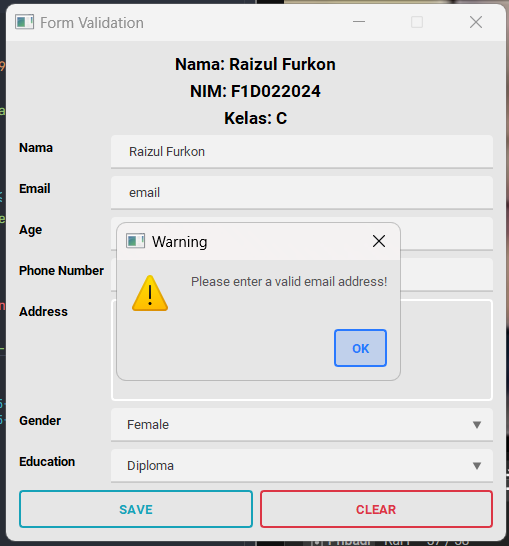 Form Validation
Nama: Raizul Furkon
NIM: F1D022024
Kelas: C
Nama
Raizul Furkon
Email
email
Age
Warning
Please enter a valid email address!
OK
Phone Number
Address
Gender
Female
Education
Diploma
SAVE
CLEAR